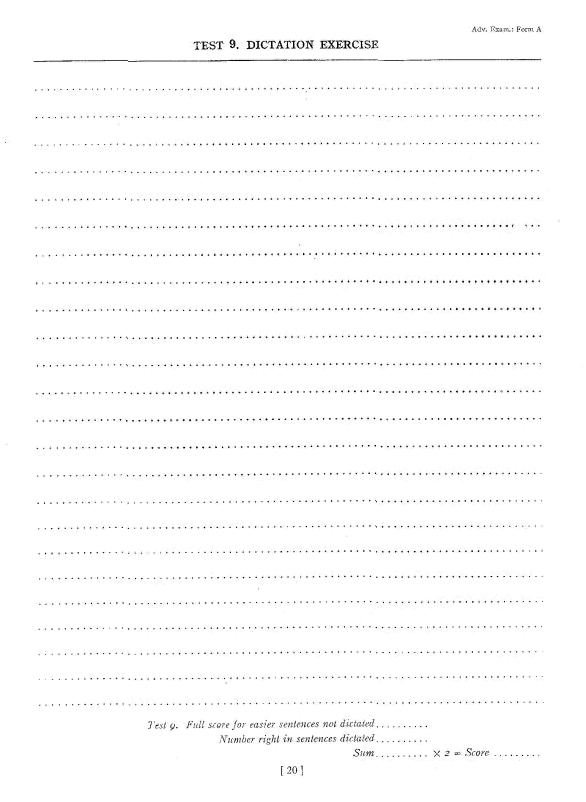 Adv. Exam.: Form A
TEST 9. DICTATION EXERCISE
Test 9. Full score for easier sentences not dictated..........
Number right in sentences dictated..........
Sum.......... × 2 = Score .........
[ 20 ]